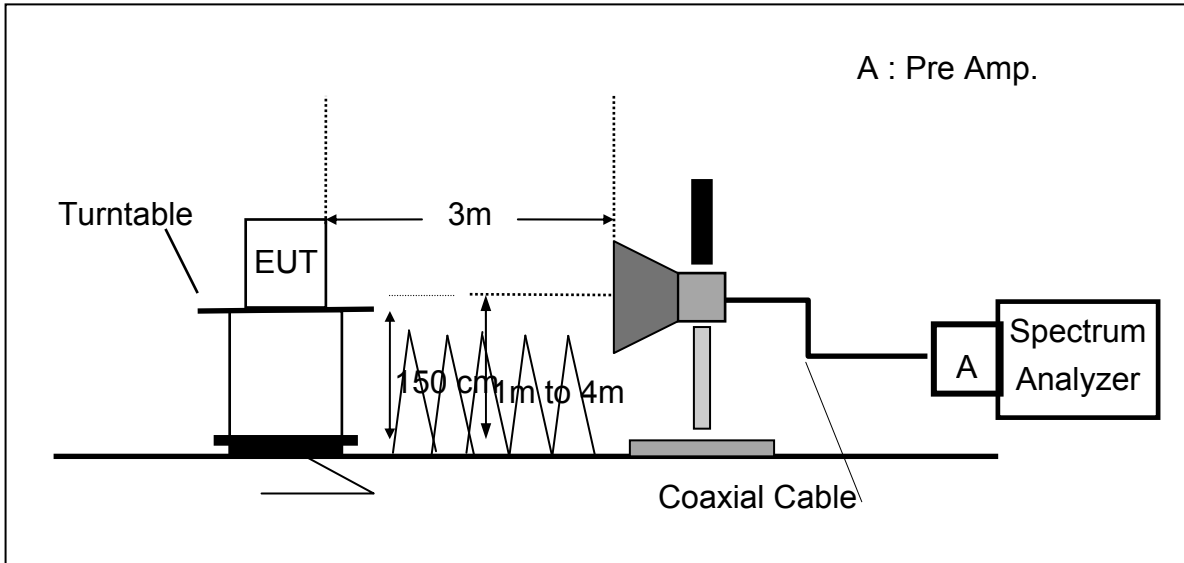 A : Pre Amp.
Turntable
3m
EUT
150 cm
1m to 4m
A
Spectrum
Analyzer
Coaxial Cable